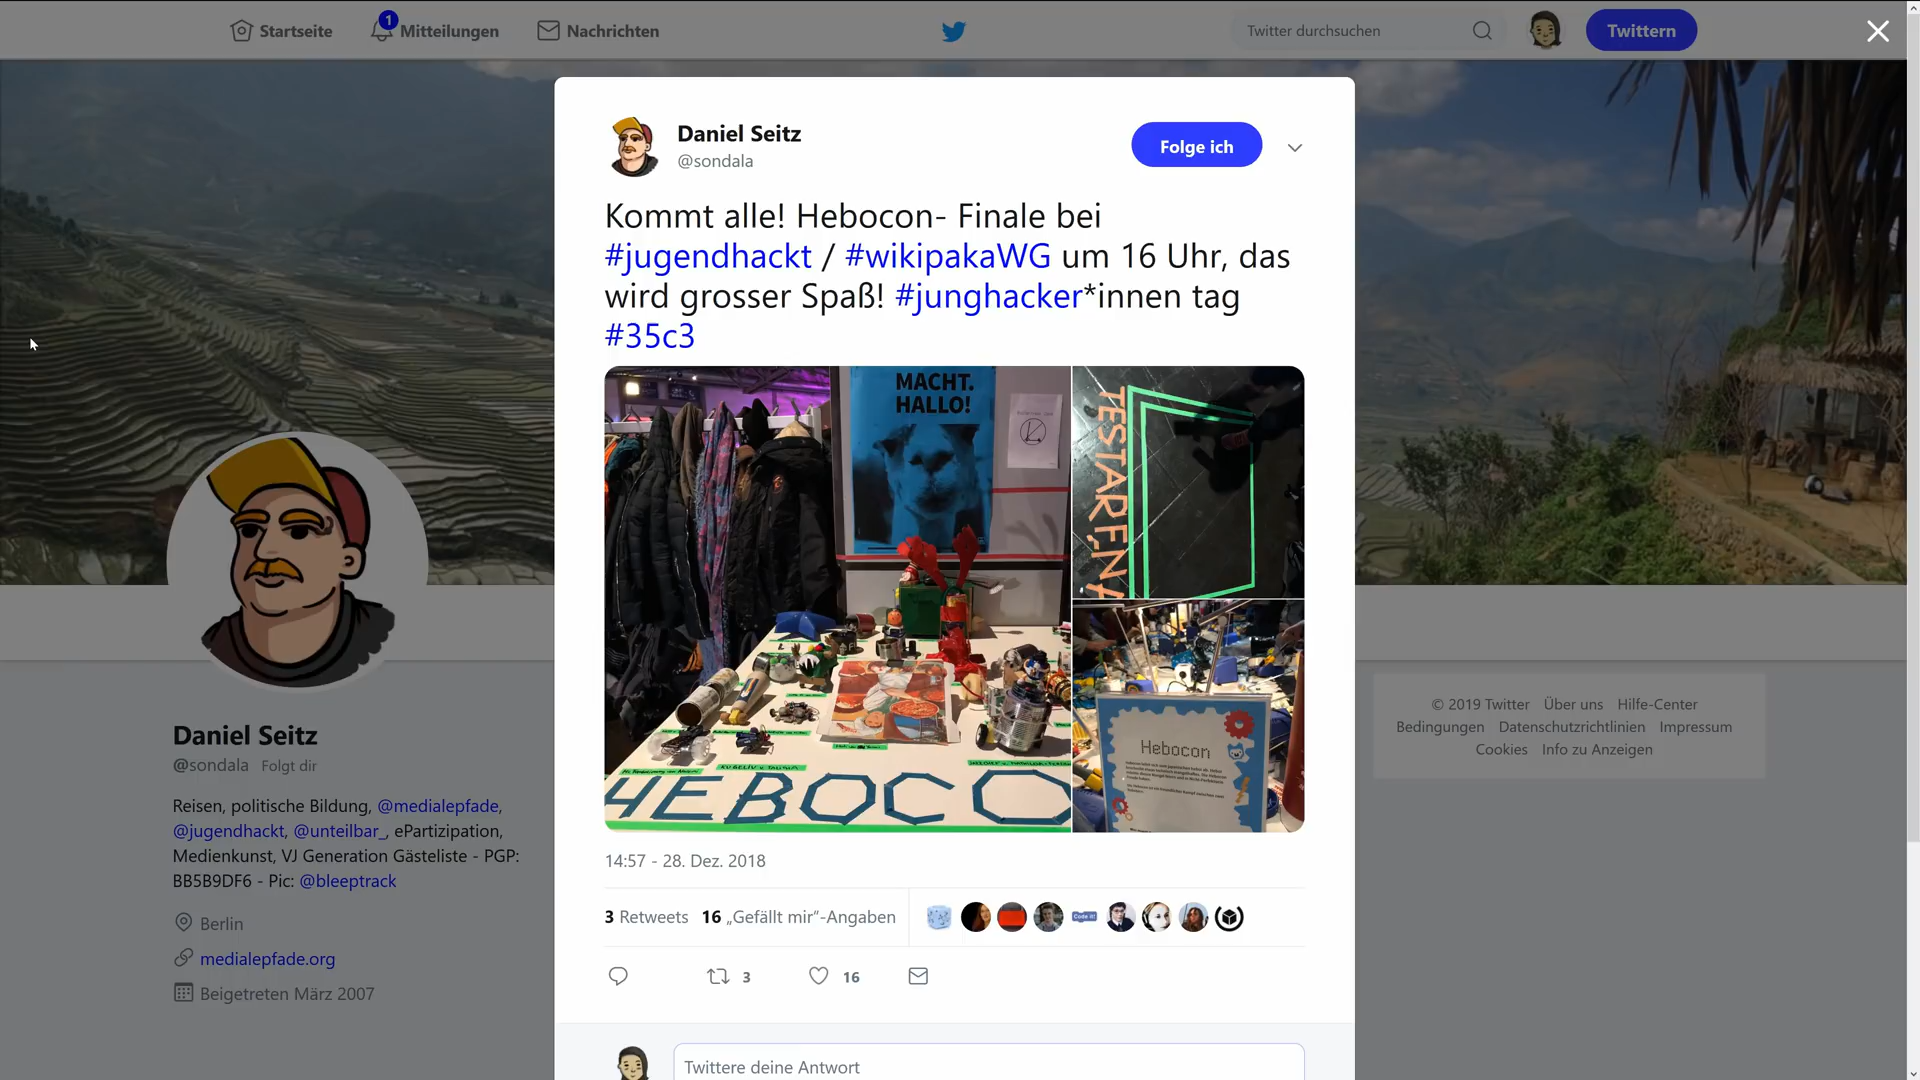 Startseite
1
Mitteilungen
Nachrichten
Twitter durchsuchen
Twittern
Daniel Seitz
@sondala
Folge ich
Kommt alle! Hebocon- Finale bei
#jugendhackt / #wikipakaWG um 16 Uhr, das
wird grosser Spaß! #junghacker*innen tag
#35c3
MACHT.
HALLO!
TESTARENA
Hebocon
HEBOCO
14:57 - 28. Dez. 2018
3 Retweets 16 „Gefällt mir“-Angaben
Code it!
3
16
Twittere deine Antwort
Daniel Seitz
@sondala Folgt dir
Reisen, politische Bildung, @medialepfade,
@jugendhackt, @unteilbar_, ePartizipation,
Medienkunst, VJ Generation Gästeliste - PGP:
BB5B9DF6 - Pic: @bleeptrack
Berlin
medialepfade.org
Beigetreten März 2007
© 2019 Twitter Über uns Hilfe-Center
Bedingungen Datenschutzrichtlinien Impressum
Cookies Info zu Anzeigen